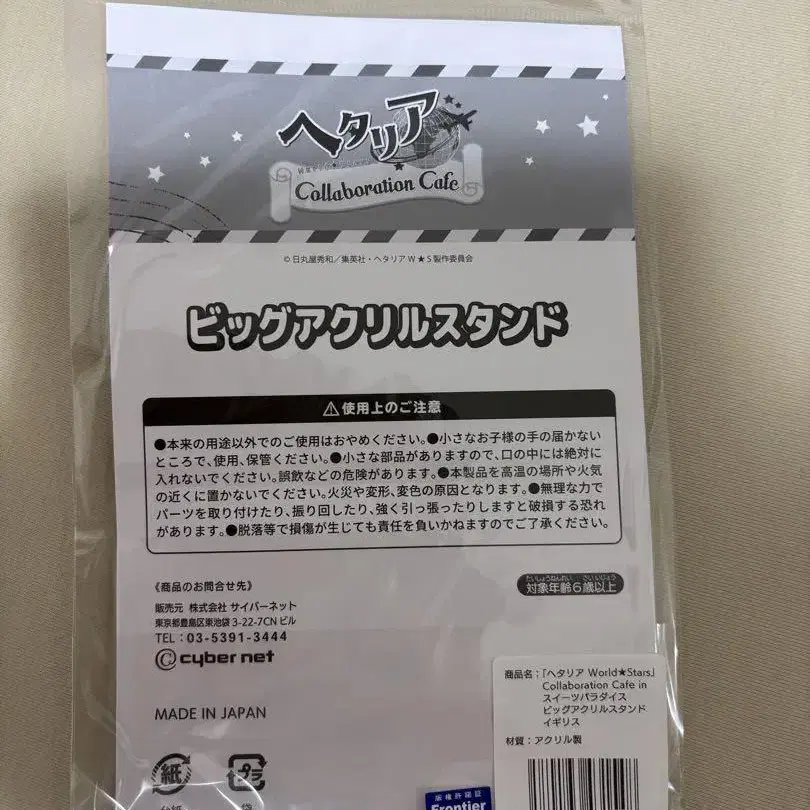 ヘタリア
Collaboration Cafe
©日丸屋秀和/集英社・ヘタリアW★S製作委員会
ビッグアクリルスタンド
⚠使用上のご注意
●本来の用途以外でのご使用はおやめください。●小さなお子様の手の届かない
ところで、使用、保管ください。●小さな部品がありますので、口の中には絶対に
入れないでください。誤飲などの危険があります。●本製品を高温の場所や火気
の近くに置かないでください。火災や変形、変色の原因となります。●無理な力で
パーツを取り付けたり、振り回したり、強く引っ張ったりしますと破損する恐れ
があります。●脱落等で損傷が生じても責任を負いかねますのでご了承ください。
《商品のお問合せ先》
たいしょうねんれい さいいじょう
対象年齢6歳以上
販売元 株式会社 サイバーネット
東京都豊島区東池袋 3-22-7CN ビル
TEL:03-5391-3444
cyber net
MADE IN JAPAN
紙
プラ
商品名:「ヘタリア World★Stars」
Collaboration Cafe in
スイーツパラダイス
ビッグアクリルスタンド
イギリス
材質:アクリル製
版権許諾証
Frontier